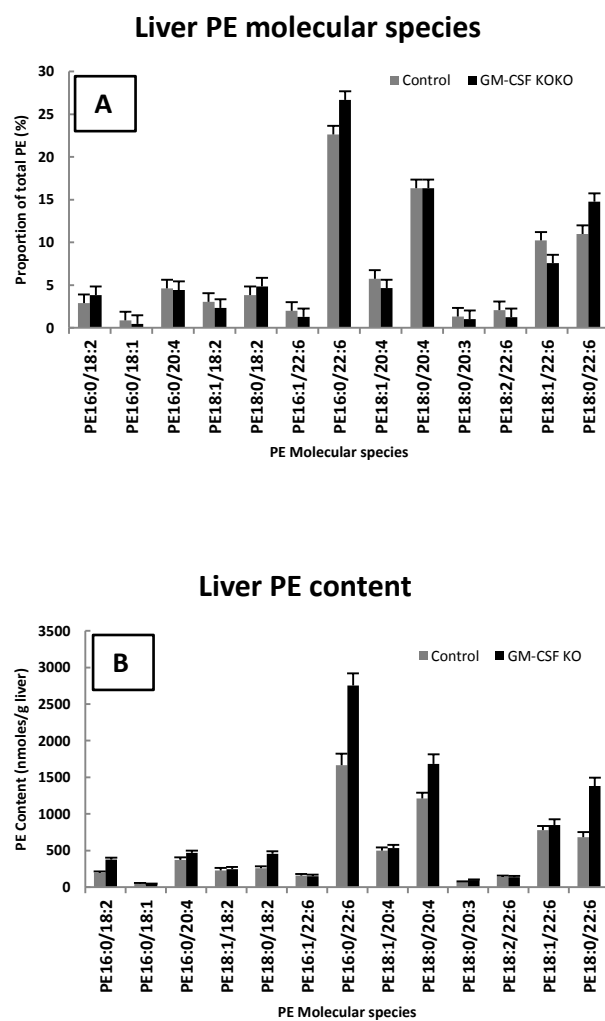 Liver PE molecular species
A
Control
GM-CSF KOKO
Proportion of total PE (%)
30
25
20
15
10
5
0
PE16:0/18:2
PE16:0/18:1
PE16:0/20:4
PE18:1/18:2
PE18:0/18:2
PE16:1/22:6
PE16:0/22:6
PE18:1/20:4
PE18:0/20:4
PE18:0/20:3
PE18:2/22:6
PE18:1/22:6
PE18:0/22:6
PE Molecular species
Liver PE content
B
Control
GM-CSF KO
PE Content (nmoles/g liver)
3500
3000
2500
2000
1500
1000
500
0
PE16:0/18:2
PE16:0/18:1
PE16:0/20:4
PE18:1/18:2
PE18:0/18:2
PE16:1/22:6
PE16:0/22:6
PE18:1/20:4
PE18:0/20:4
PE18:0/20:3
PE18:2/22:6
PE18:1/22:6
PE18:0/22:6
PE Molecular species